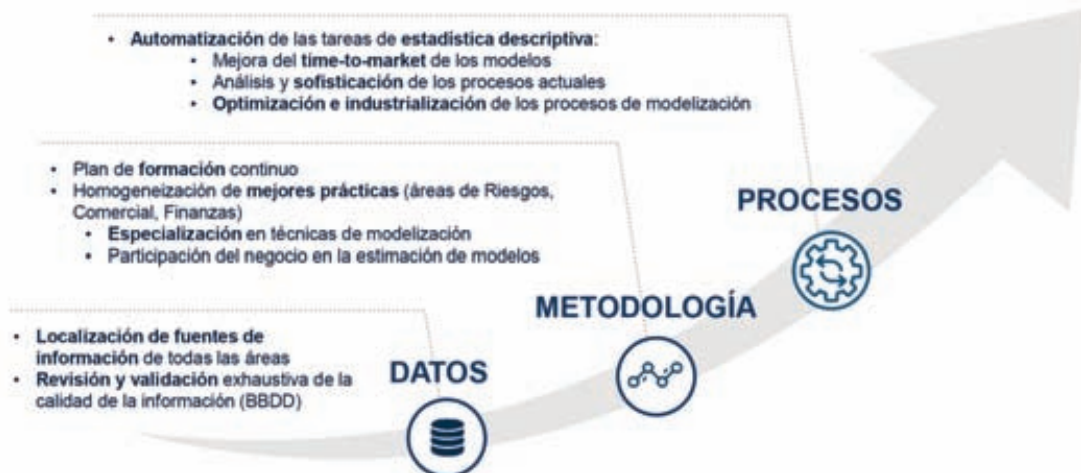 • Automatización de las tareas de estadística descriptiva:
• Mejora del time-to-market de los modelos
• Análisis y sofisticación de los procesos actuales
• Optimización e industrialización de los procesos de modelización
• Plan de formación continuo
• Homogeneización de mejores prácticas (áreas de Riesgos,
Comercial, Finanzas)
• Especialización en técnicas de modelización
• Participación del negocio en la estimación de modelos
• Localización de fuentes de
información de todas las áreas
• Revisión y validación exhaustiva de la
calidad de la información (BBDD)
DATOS
METODOLOGÍA
PROCESOS